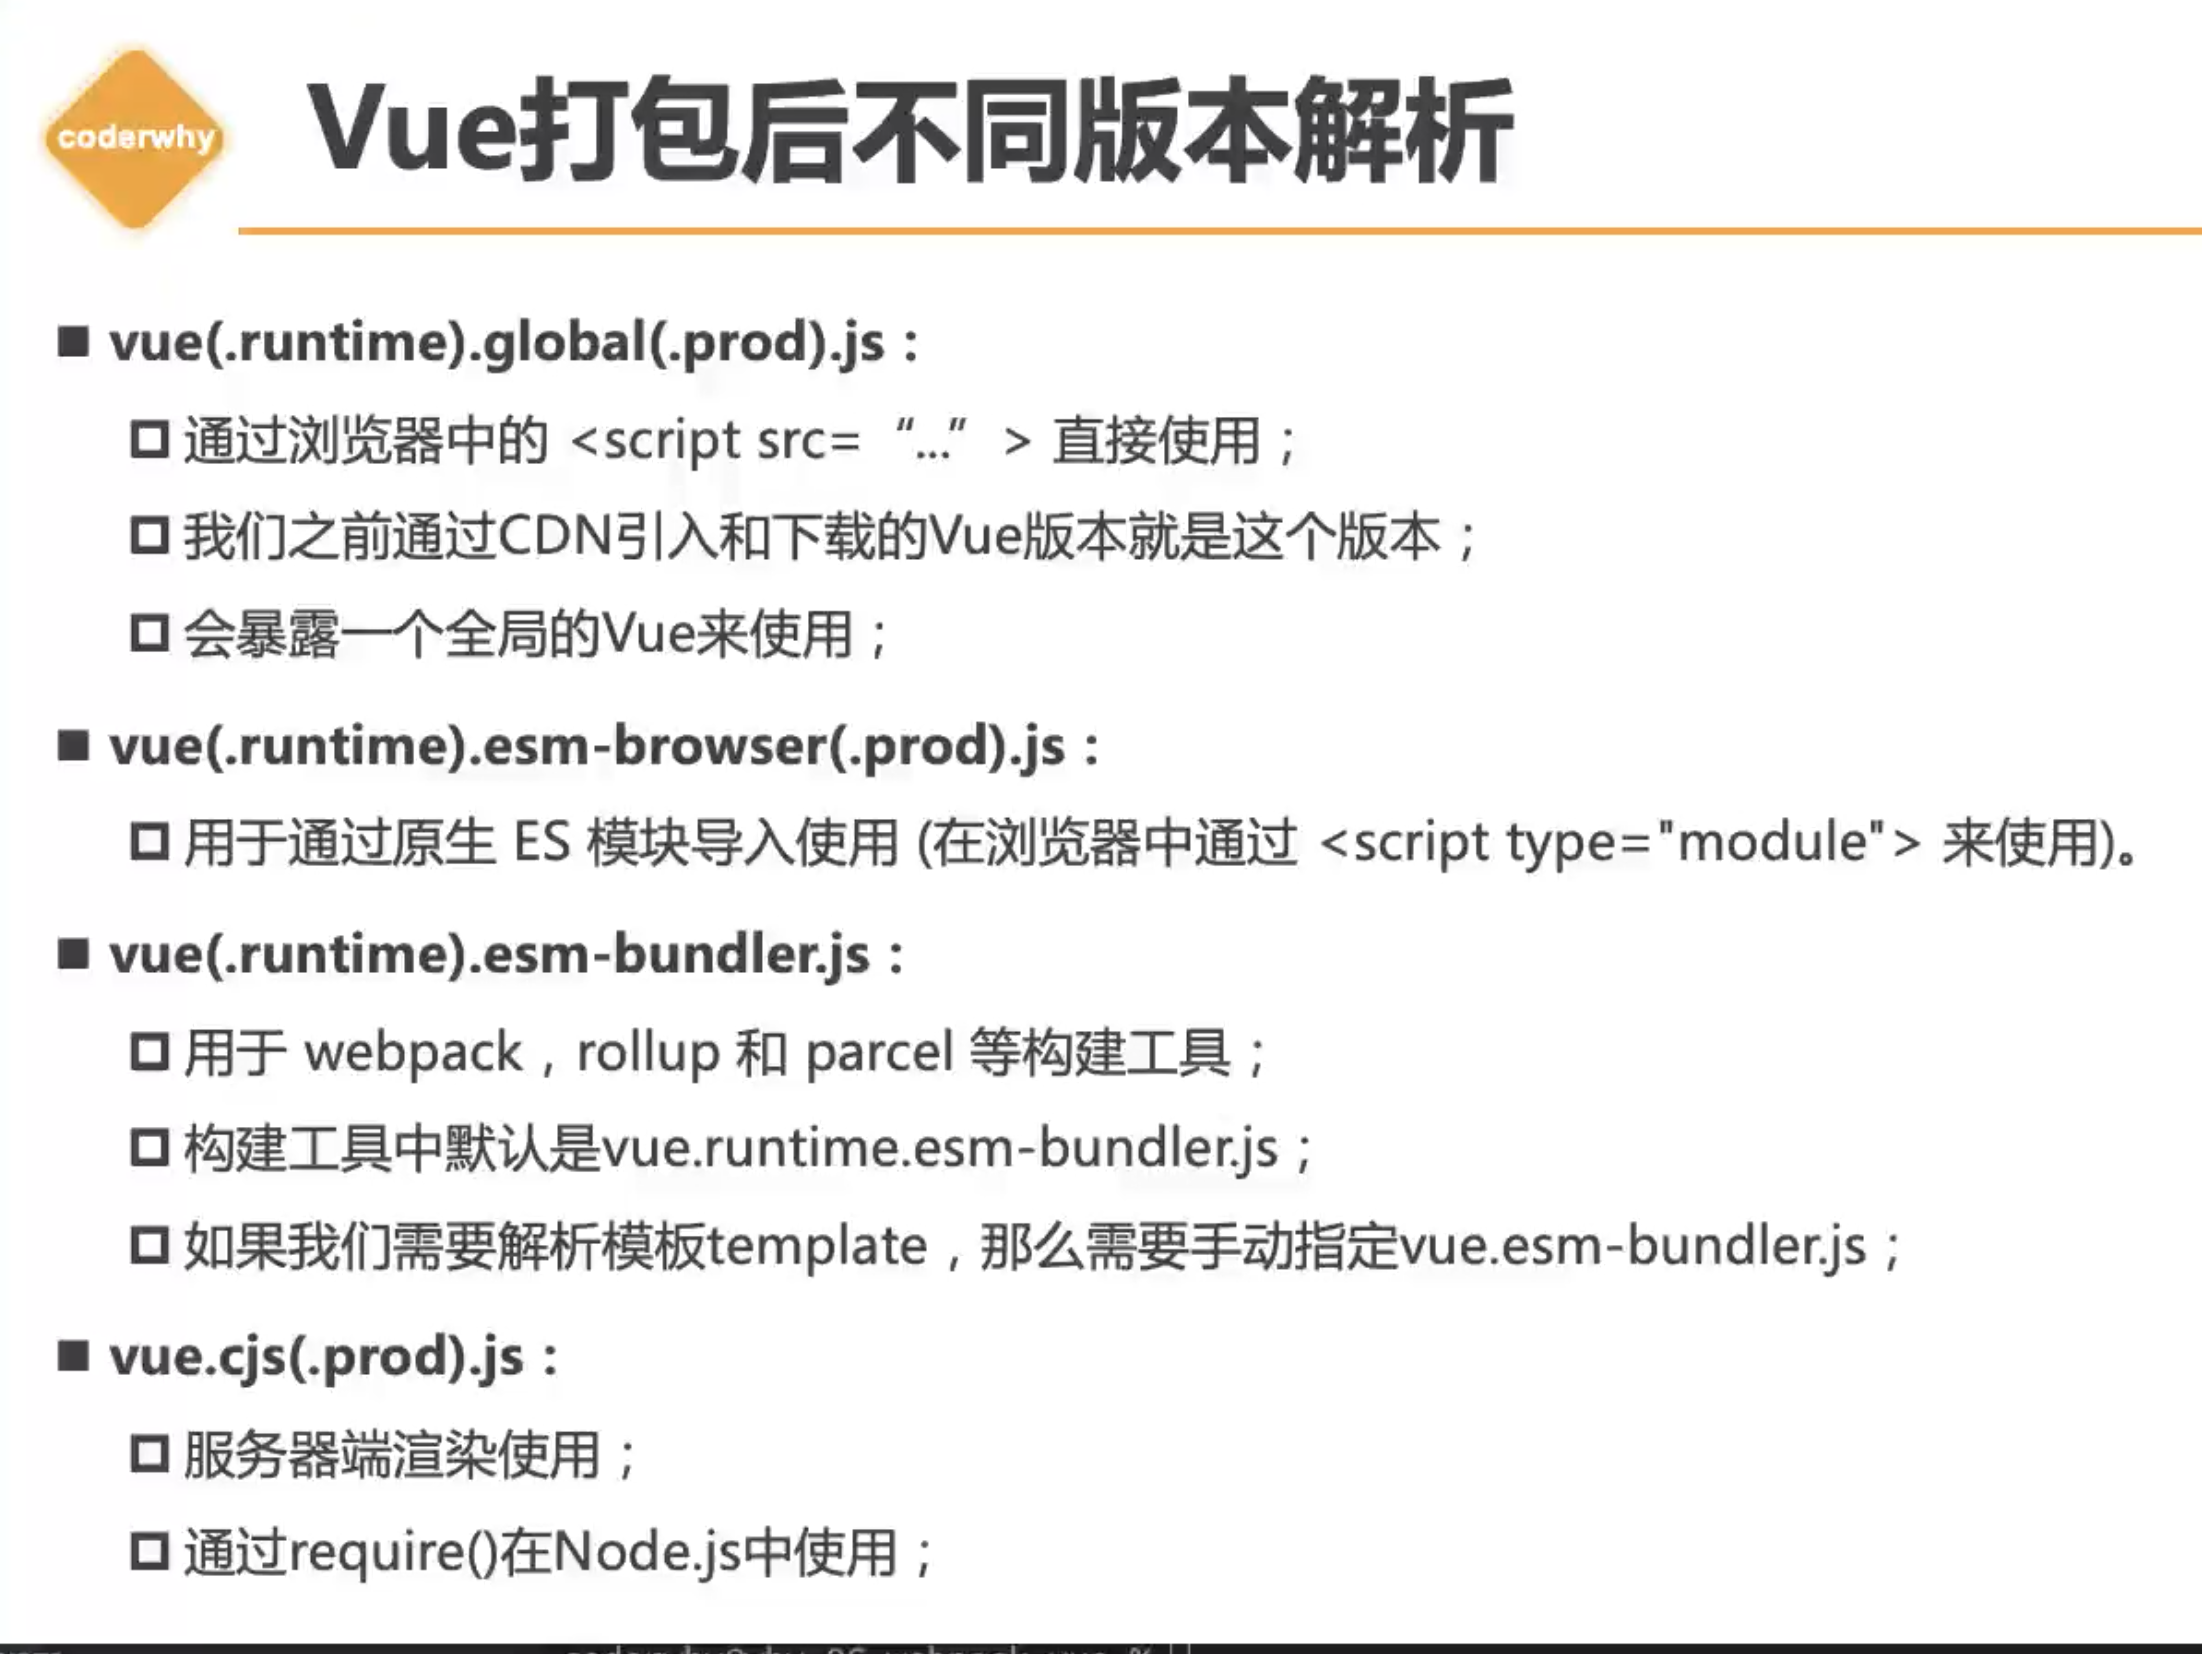 coderwhy
Vue打包后不同版本解析
■ vue(.runtime).global(.prod).js：
通过浏览器中的 <script src=“...”> 直接使用；
我们之前通过CDN引入和下载的Vue版本就是这个版本；
会暴露一个全局的Vue来使用；
■ vue(.runtime).esm-browser(.prod).js：
用于通过原生 ES 模块导入使用 (在浏览器中通过 <script type="module"> 来使用)。
■ vue(.runtime).esm-bundler.js：
用于 webpack，rollup 和 parcel 等构建工具；
构建工具中默认是vue.runtime.esm-bundler.js；
如果我们需要解析模板template，那么需要手动指定vue.esm-bundler.js；
■ vue.cjs(.prod).js：
服务器端渲染使用；
通过require()在Node.js中使用；